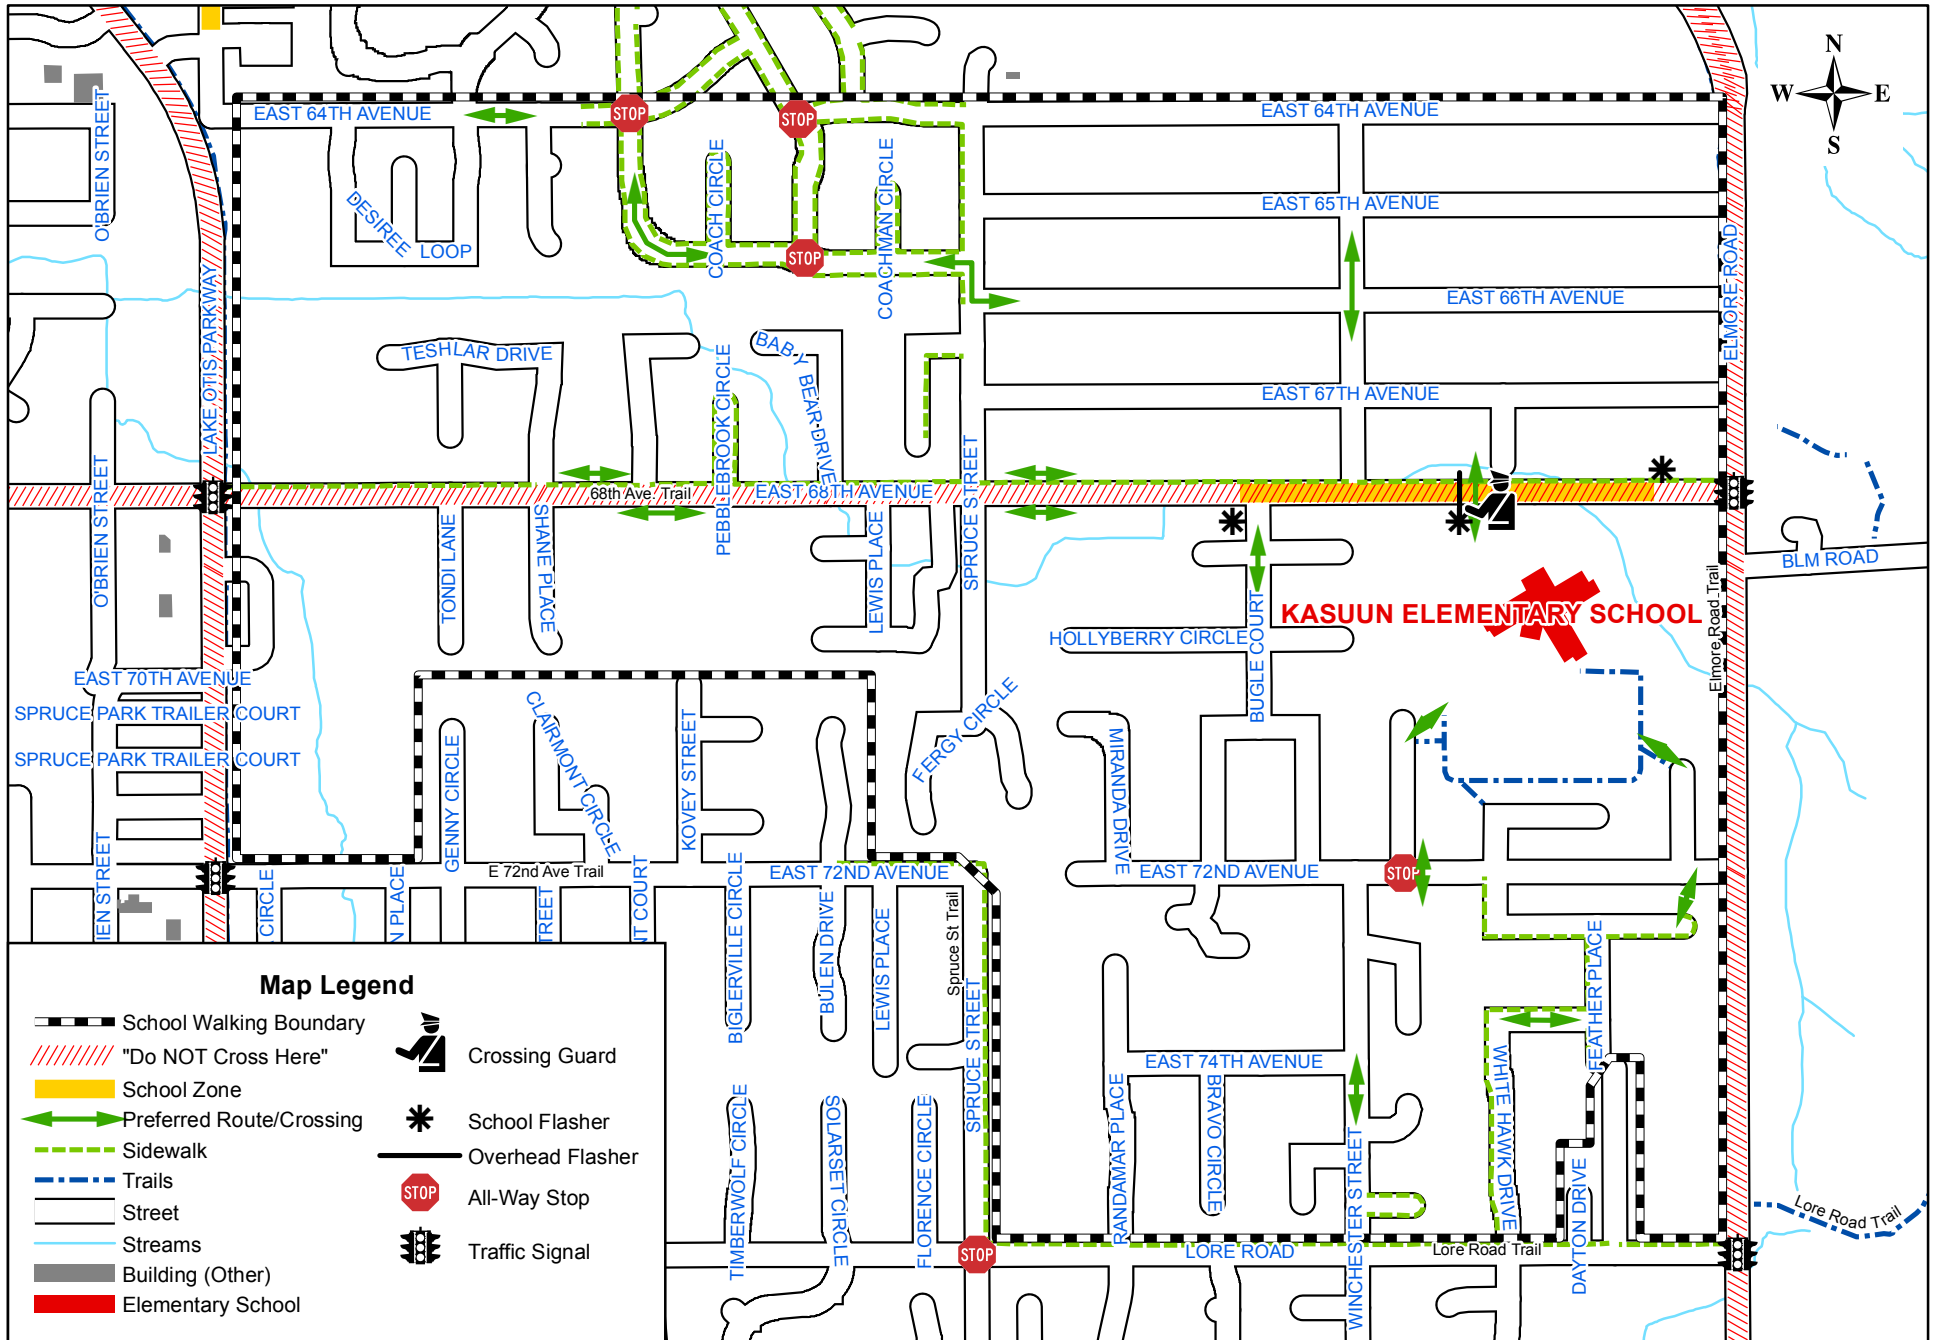 N
W E
S
EAST 64TH AVENUE
STOP
STOP
EAST 64TH AVENUE
O'BRIEN STREET
DESIREE LOOP
COACH CIRCLE
COACHMAN CIRCLE
STOP
EAST 65TH AVENUE
EAST 66TH AVENUE
ELMORE ROAD
LAKE OTIS PARKWAY
TESHLAR DRIVE
PEBBLEBROOK CIRCLE
BABY BEAR DRIVE
EAST 67TH AVENUE
SPRUCE STREET
68th Ave. Trail
EAST 68TH AVENUE
O'BRIEN STREET
TONDI LANE
SHANE PLACE
LEWIS PLACE
BLM ROAD
BUGLE COURT
KASUUN ELEMENTARY SCHOOL
HOLLYBERRY CIRCLE
Elmore Road Trail
EAST 70TH AVENUE
SPRUCE PARK TRAILER COURT
SPRUCE PARK TRAILER COURT
GENNY CIRCLE
CLAIRMONT CIRCLE
KOVEY STREET
FERGY CIRCLE
MIRANDA DRIVE
E 72nd Ave Trail
EAST 72ND AVENUE
EAST 72ND AVENUE
STOP
IEN STREET
CIRCLE
N PLACE
TREET
NT COURT
BIGLERVILLE CIRCLE
BULEN DRIVE
LEWIS PLACE
Spruce St Trail
SPRUCE STREET
FEATHER PLACE
EAST 74TH AVENUE
RANDAMAR PLACE
BRAVO CIRCLE
WINCHESTER STREET
WHITE HAWK DRIVE
DAYTON DRIVE
TIMBERWOLF CIRCLE
SOLARSET CIRCLE
FLORENCE CIRCLE
STOP
LORE ROAD
Lore Road Trail
Lore Road Trail
Map Legend
School Walking Boundary
"Do NOT Cross Here"
School Zone
Preferred Route/Crossing
Sidewalk
Trails
Street
Streams
Building (Other)
Elementary School
Crossing Guard
School Flasher
Overhead Flasher
STOP
All-Way Stop
Traffic Signal